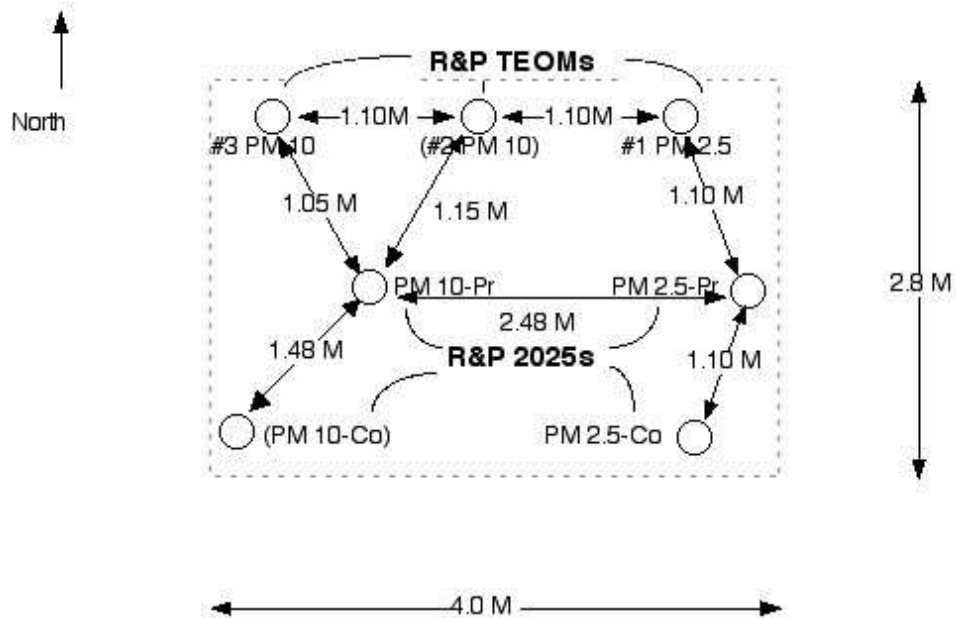 R&P TEOMs
North
1.10M
1.10M
#3 PM 10
(#2 PM 10)
#1 PM 2.5
1.05 M
1.15 M
1.10 M
PM 10-Pr
PM 2.5-Pr
2.8 M
2.48 M
1.48 M
R&P 2025s
1.10 M
(PM 10-Co)
PM 2.5-Co
4.0 M